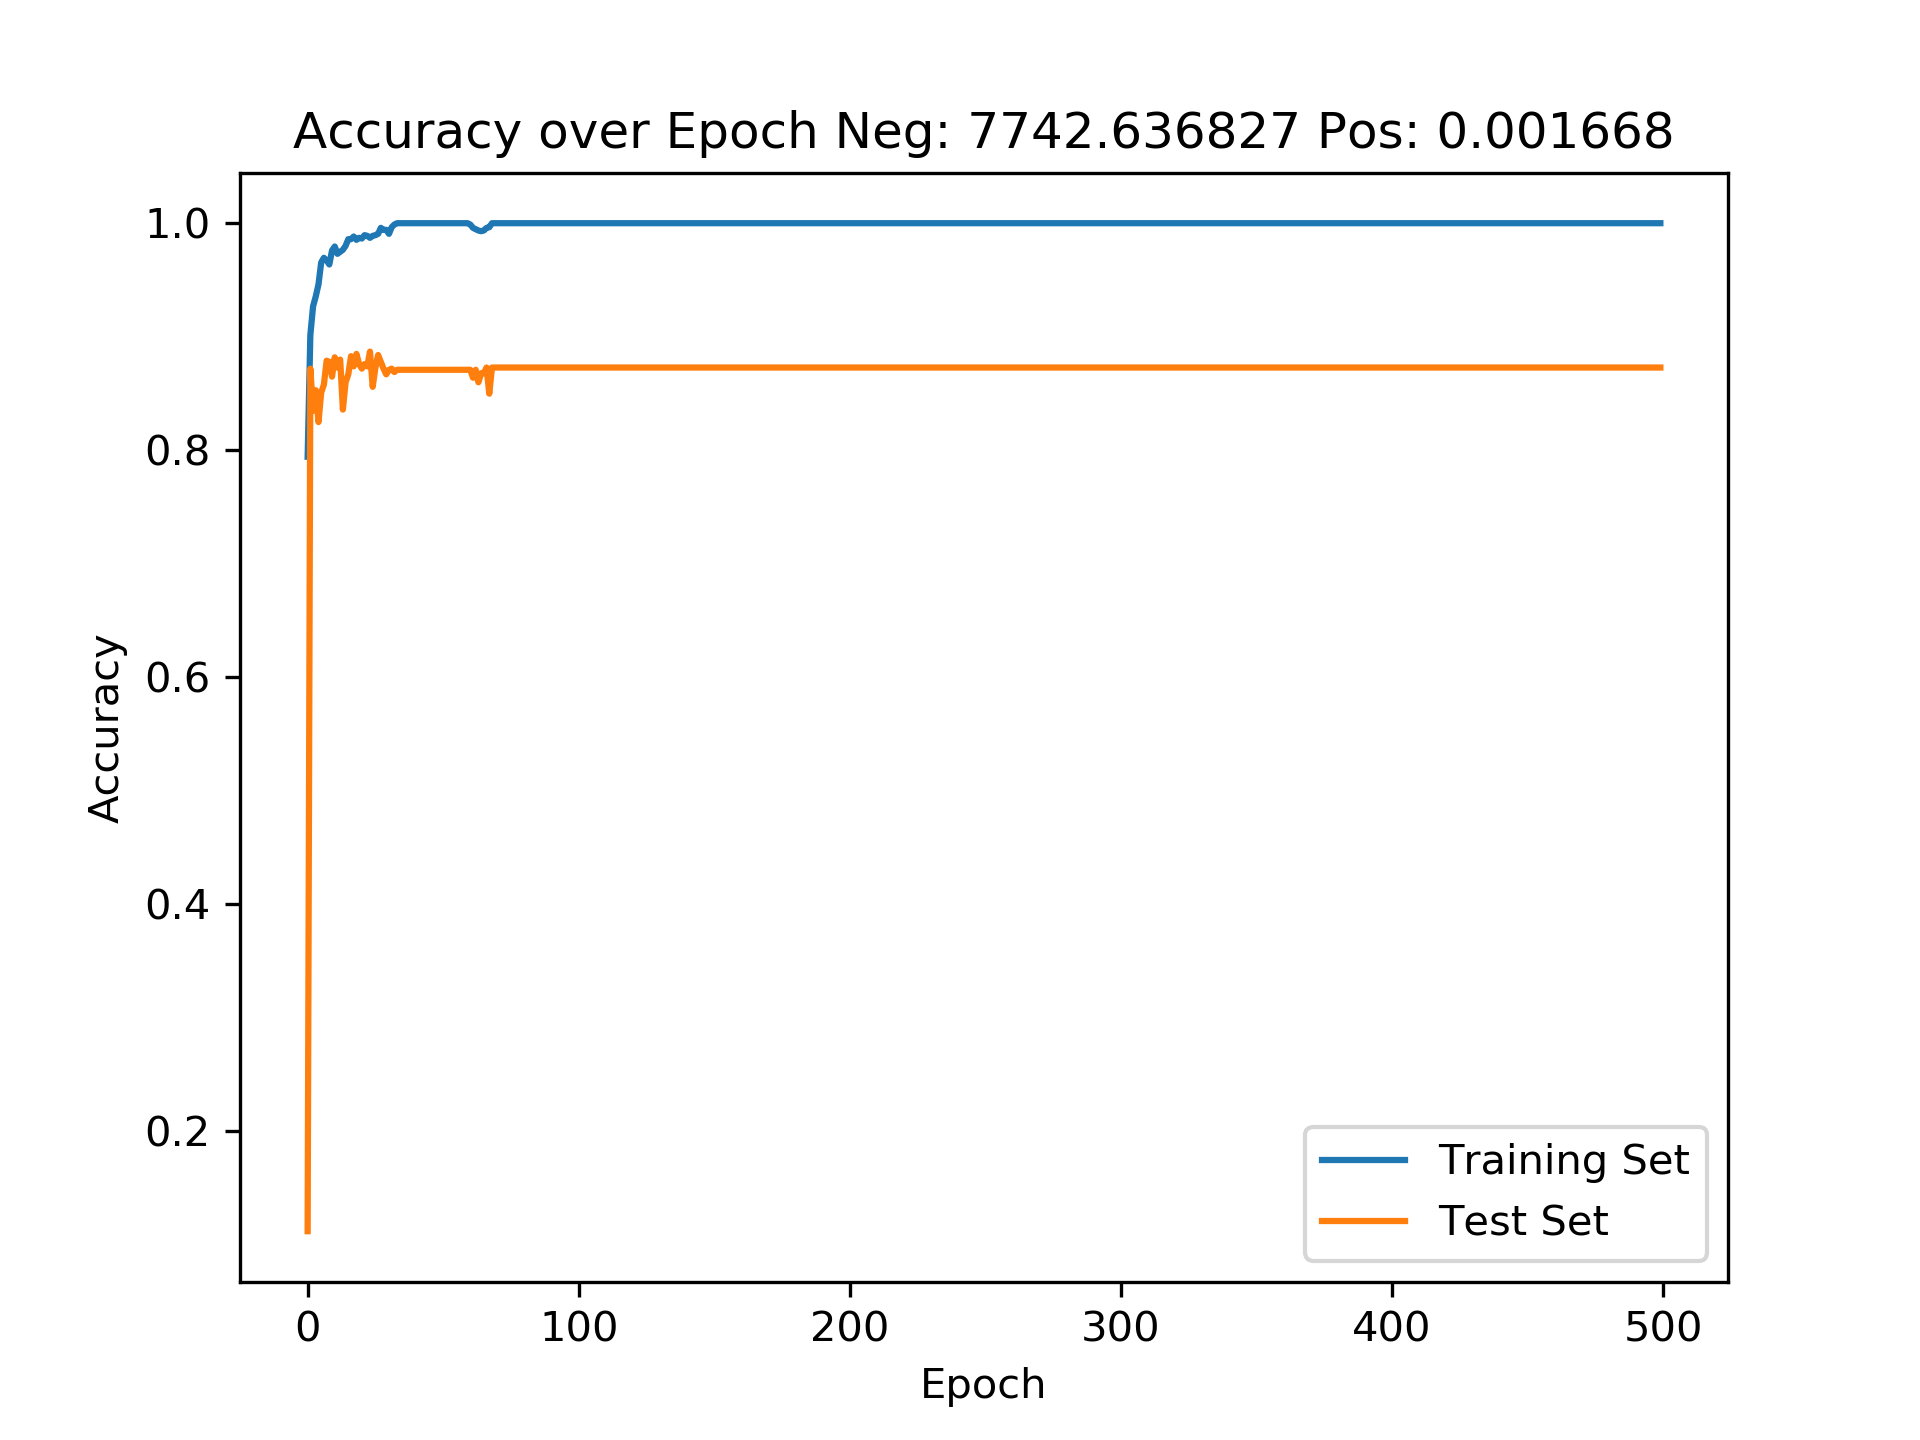 Accuracy over Epoch Neg: 7742.636827 Pos: 0.001668
1.0
0.8
0.6
0.4
0.2
Accuracy
Training Set
Test Set
0 100 200 300 400 500
Epoch